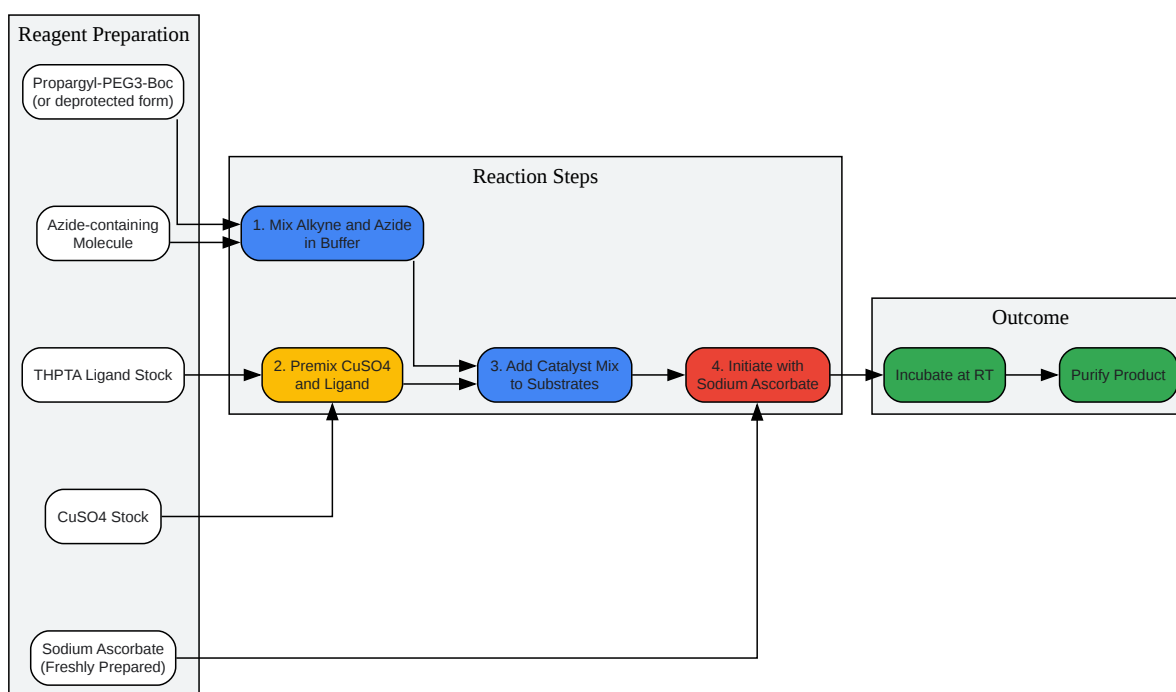 Reagent Preparation
Propargyl-PEG3-Boc
(or deprotected form)
Azide-containing
Molecule
THPTA Ligand Stock
CuSO4 Stock
Sodium Ascorbate
(Freshly Prepared)
Reaction Steps
1. Mix Alkyne and Azide
in Buffer
2. Premix CuSO4
and Ligand
3. Add Catalyst Mix
to Substrates
4. Initiate with
Sodium Ascorbate
Outcome
Incubate at RT
Purify Product